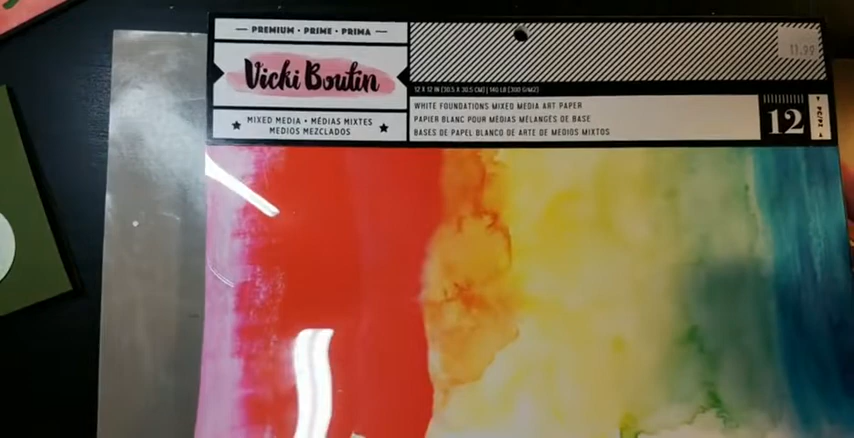 PREMIUM • PRIME • PRIMA
Vicki Boutin
MIXED MEDIA • MÉDIAS MIXTES
MEDIOS MEZCLADOS
11.99
12 X 12 IN (30.5 X 30.5 CM) | 140 LB (300 G/M2)
WHITE FOUNDATIONS MIXED MEDIA ART PAPER
PAPIER BLANC POUR MÉDIAS MÉLANGÉS DE BASE
BASES DE PAPEL BLANCO DE ARTE DE MEDIOS MIXTOS
12